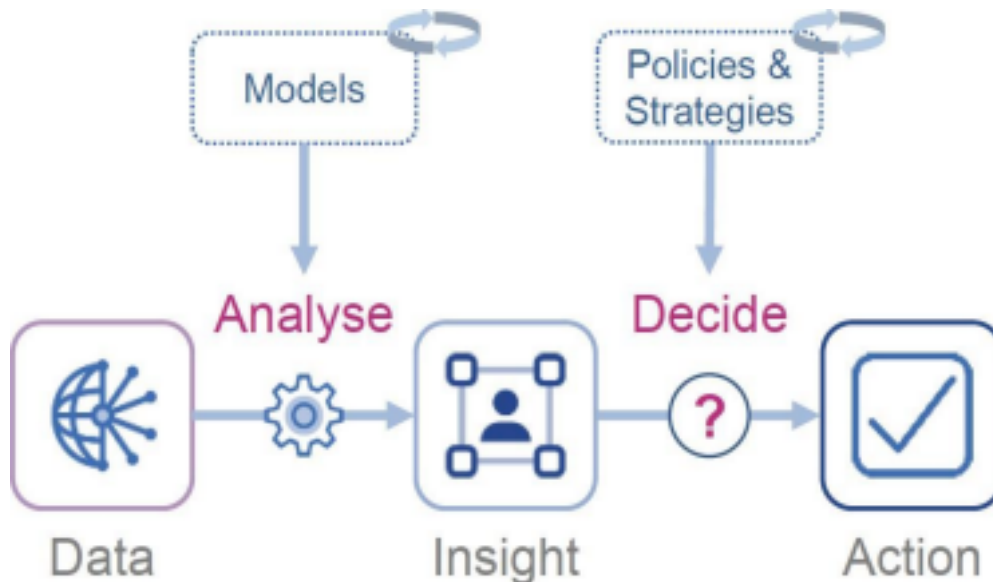 Models
Policies &
Strategies
Analyse
Decide
?
Data
Insight
Action